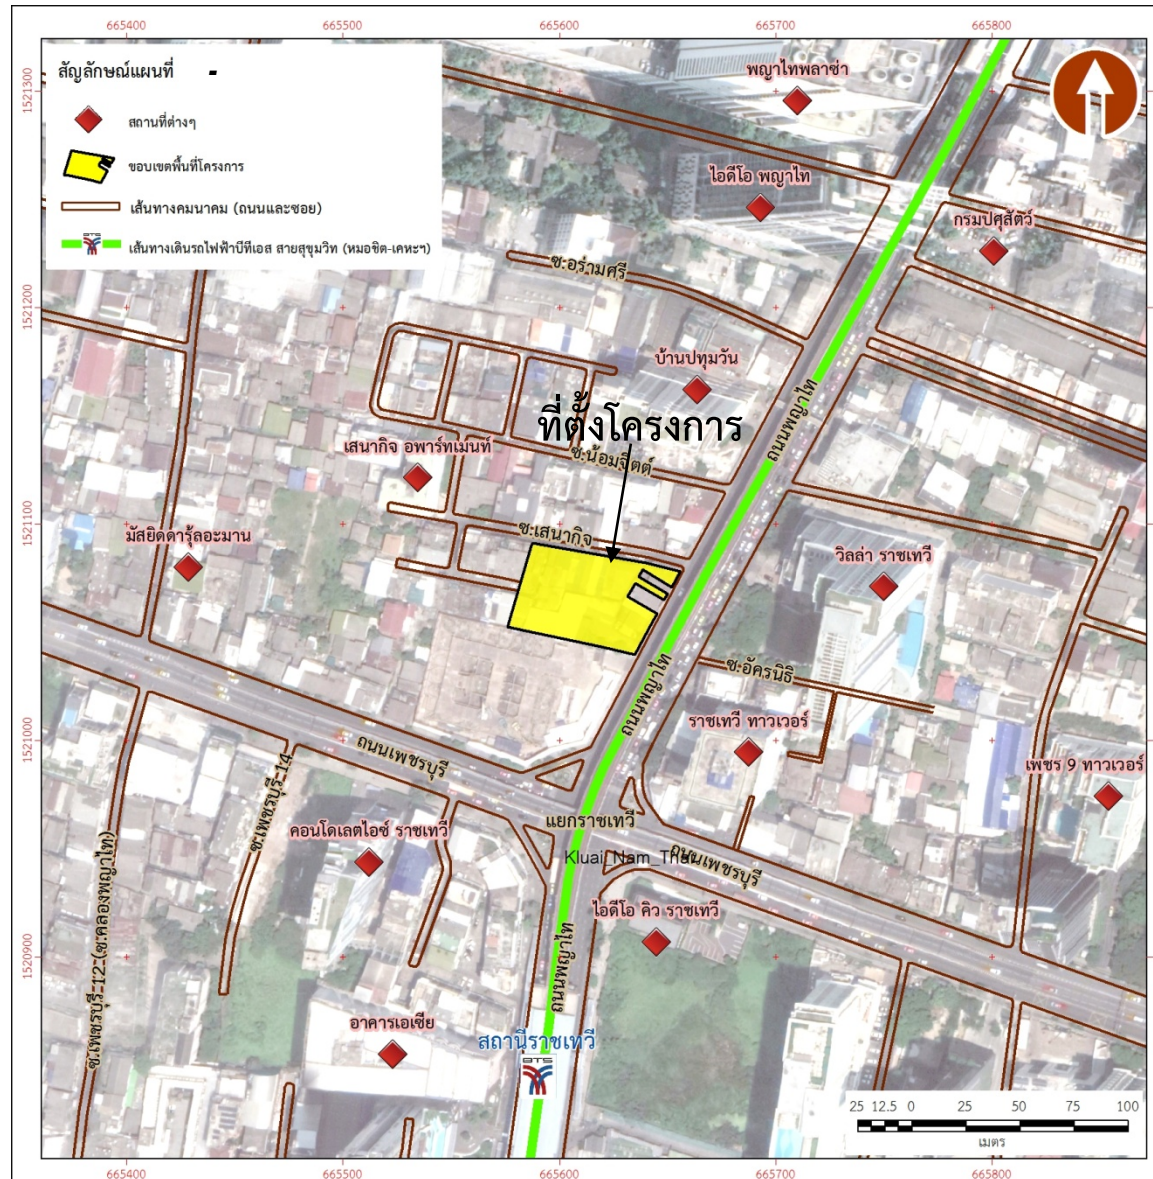 665400 665500 665600 665700 665800
สัญลักษณ์แผนที่ -
สถานที่ต่างๆ
ขอบเขตพื้นที่โครงการ
เส้นทางคมนาคม (ถนนและซอย)
BTS
เส้นทางเดินรถไฟฟ้าบีทีเอส สายสุขุมวิท (หมอชิต-เคหะฯ)
พญาไทพลาซ่า
1521300
ไอดีโอ พญาไท
กรมปศุสัตว์
ซ.อร่ามศรี
1521200
บ้านปทุมวัน
ที่ตั้งโครงการ
ถนนพญาไท
เสนากิจ อพาร์ทเม้นท์
ซ.น้อมจิตต์
1521100
ซ.เสนากิจ
มัสยิดดารุ้ลอะมาน
วิลล่า ราชเทวี
ซ.อัครนิธิ
ถนนพญาไท
ราชเทวี ทาวเวอร์
1521000
ถนนเพชรบุรี
เพชร 9 ทาวเวอร์
ซ.เพชรบุรี 14
แยกราชเทวี
คอนโดเลตไอซ์ ราชเทวี
Kluai_Nam_Thai
ถนนเพชรบุรี
ไอดีโอ คิว ราชเทวี
1520900
ซ.เพชรบุรี 12 (ซ.คลองพญาไท)
ถนนพญาไท
อาคารเอเชีย
สถานีราชเทวี
BTS
25 12.5 0 25 50 75 100
เมตร
665400 665500 665600 665700 665800